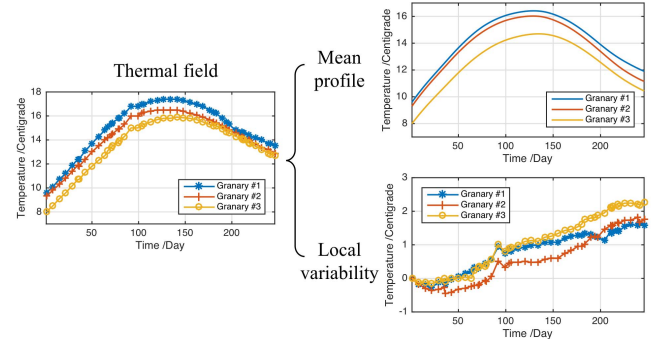 Thermal field
Temperature /Centigrade
18
16
14
12
10
8
50
100
150
200
Time /Day
Granary #1
Granary #2
Granary #3
Mean
profile
Local
variability
Temperature /Centigrade
16
14
12
10
8
50
100
150
200
Time /Day
Granary #1
Granary #2
Granary #3
Temperature /Centigrade
3
2
1
0
-1
50
100
150
200
Time /Day
Granary #1
Granary #2
Granary #3